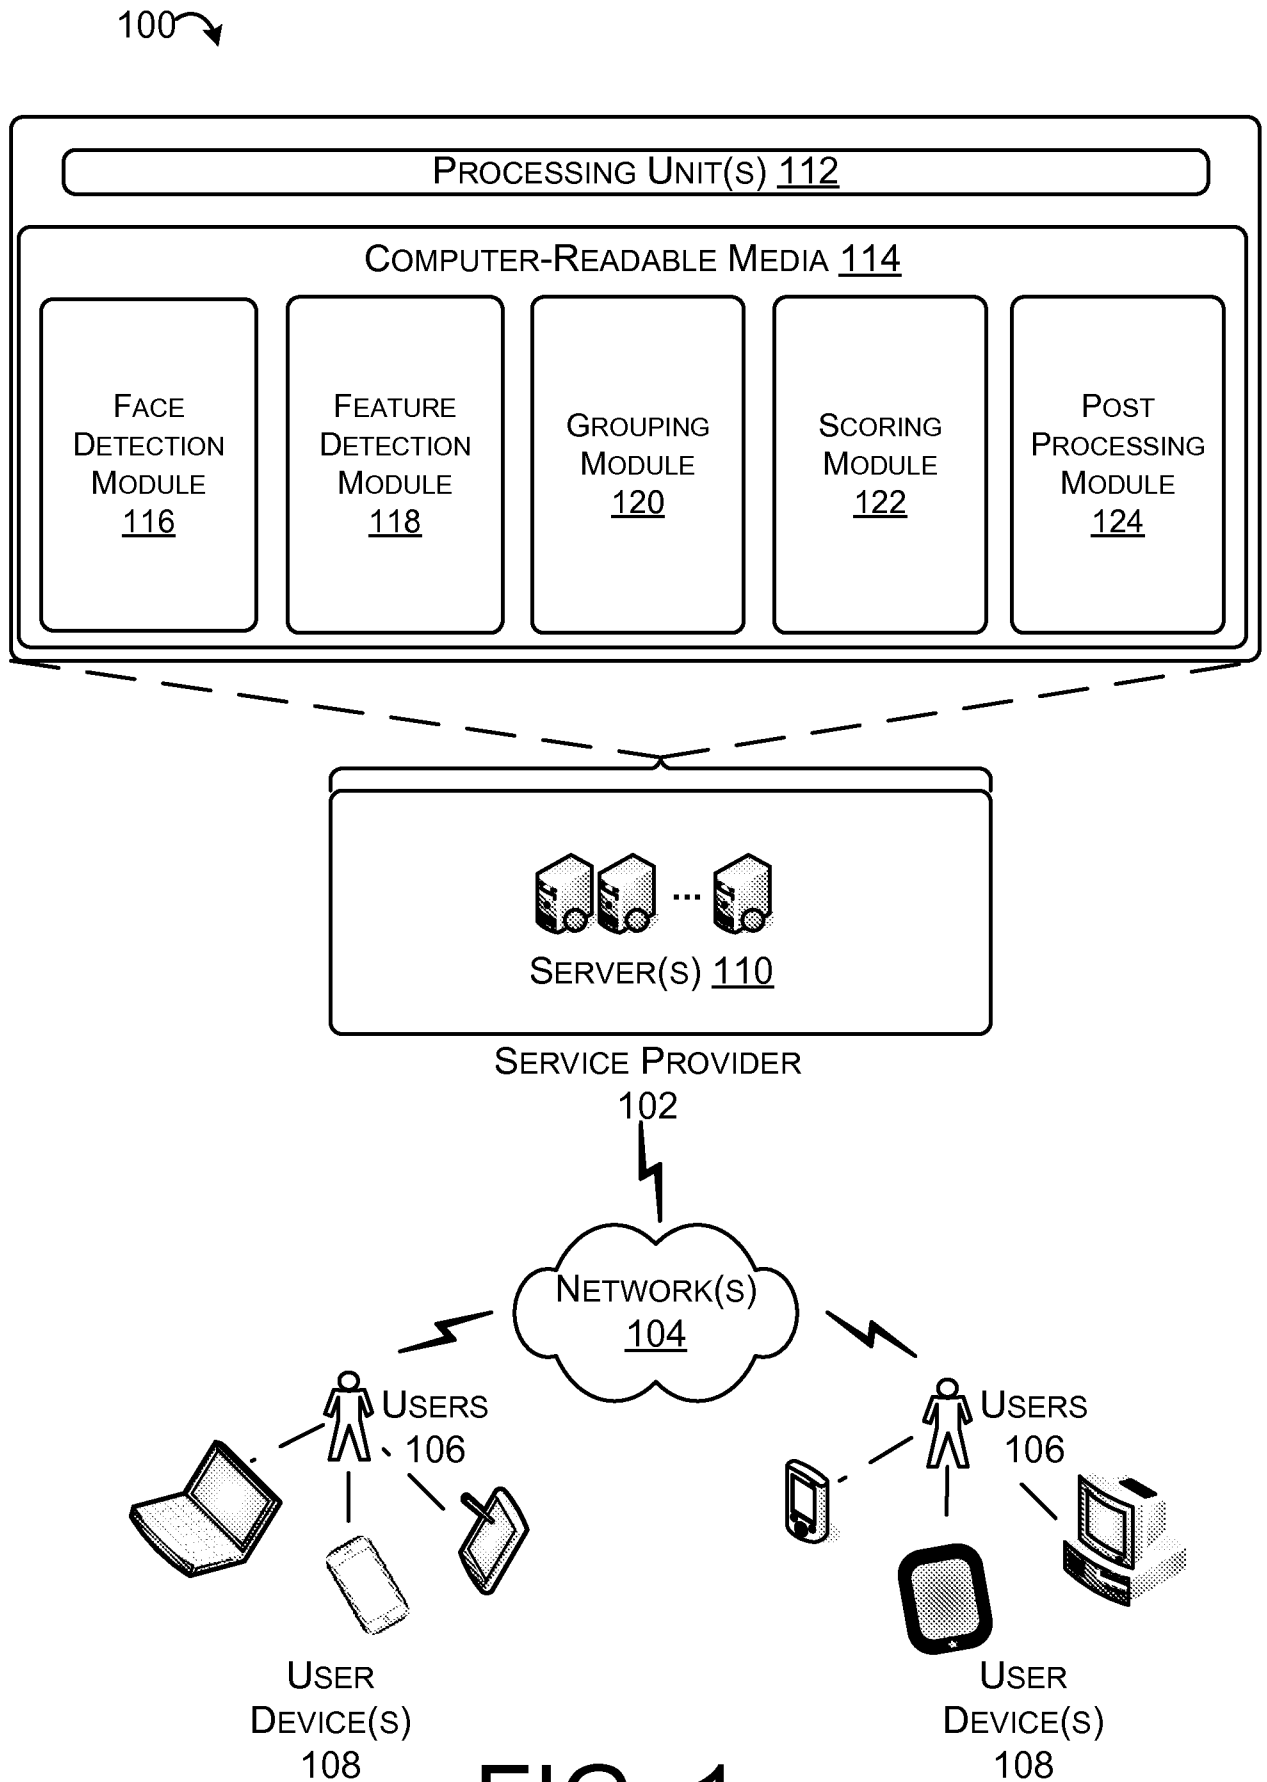 100
PROCESSING UNIT(S) 112
COMPUTER-READABLE MEDIA 114
FACE
DETECTION
MODULE
116
FEATURE
DETECTION
MODULE
118
GROUPING
MODULE
120
SCORING
MODULE
122
POST
PROCESSING
MODULE
124
...
SERVER(S) 110
SERVICE PROVIDER
102
NETWORK(S)
104
USERS
106
USERS
106
USER
DEVICE(S)
108
USER
DEVICE(S)
108
FIG. 1